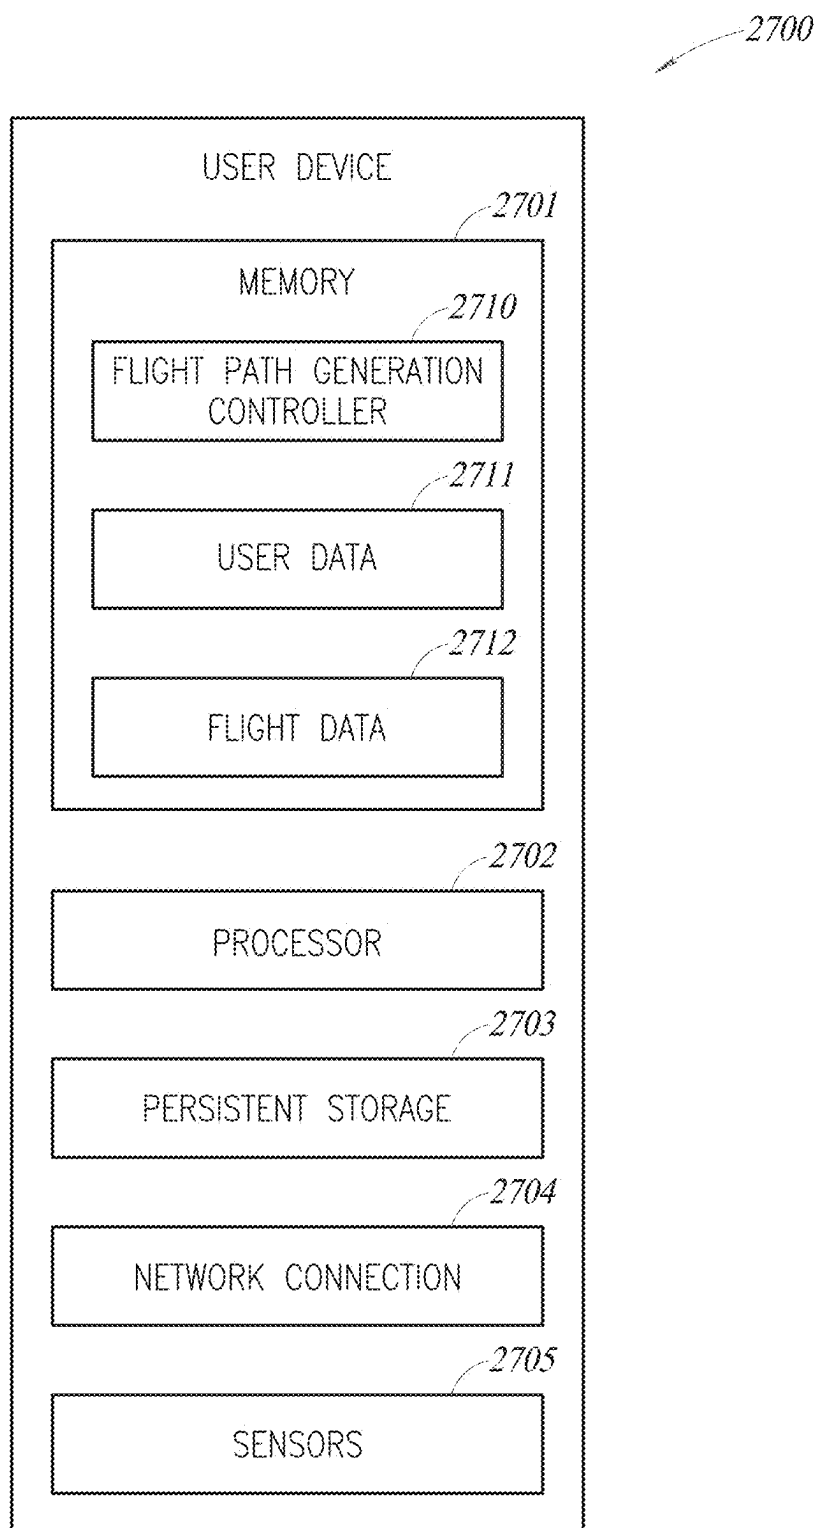 2700
USER DEVICE
2701
MEMORY
2710
FLIGHT PATH GENERATION
CONTROLLER
2711
USER DATA
2712
FLIGHT DATA
2702
PROCESSOR
2703
PERSISTENT STORAGE
2704
NETWORK CONNECTION
2705
SENSORS